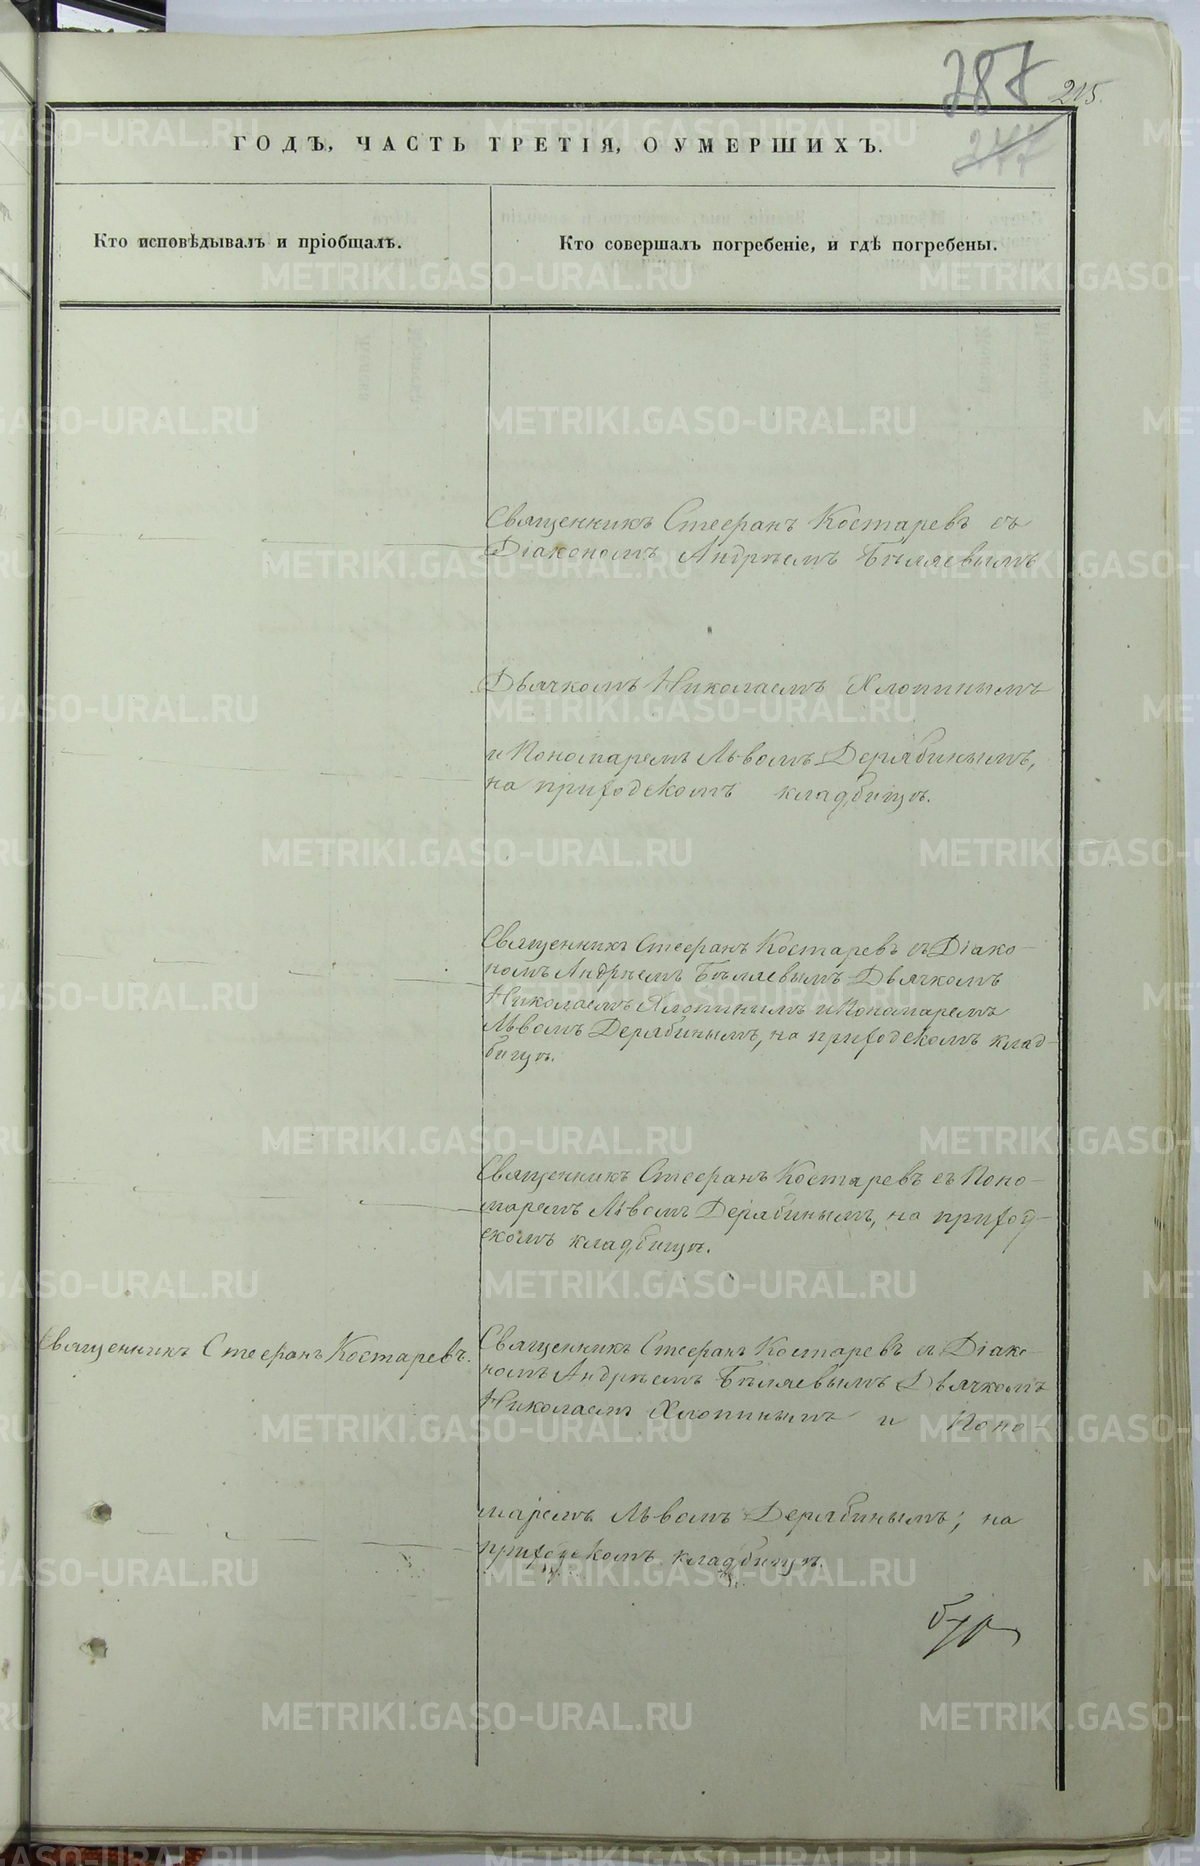 287 215.
277
ГОДЪ, ЧАСТЬ ТРЕТІЯ, О УМЕРШИХЪ.
Кто исповѣдывалъ и пріобщалъ.
Кто совершалъ погребеніе, и гдѣ погребены.
Священникъ Стефанъ Костаревъ съ
Діакономъ Андрѣемъ Бѣляевымъ
Дьячкомъ Николаемъ Хлопинымъ
и Пономаремъ Львомъ Дерябинымъ,
на приходскомъ кладбищѣ.
Священникъ Стефанъ Костаревъ съ Діако-
номъ Андрѣемъ Бѣляевымъ Дьячкомъ
Николаемъ Хлопинымъ и Пономаремъ
Львомъ Дерябинымъ, на приходскомъ клад-
бищѣ.
Священникъ Стефанъ Костаревъ съ Поно-
маремъ Львомъ Дерябинымъ, на приход-
скомъ кладбищѣ.
Священникъ Стефанъ Костаревъ.
Священникъ Стефанъ Костаревъ съ Діако-
номъ Андрѣемъ Бѣляевымъ Дьячкомъ
Николаемъ Хлопинымъ и Поно
маремъ Львомъ Дерябинымъ, на
приходскомъ кладбищѣ.
METRIKI.GASO-URAL.RU